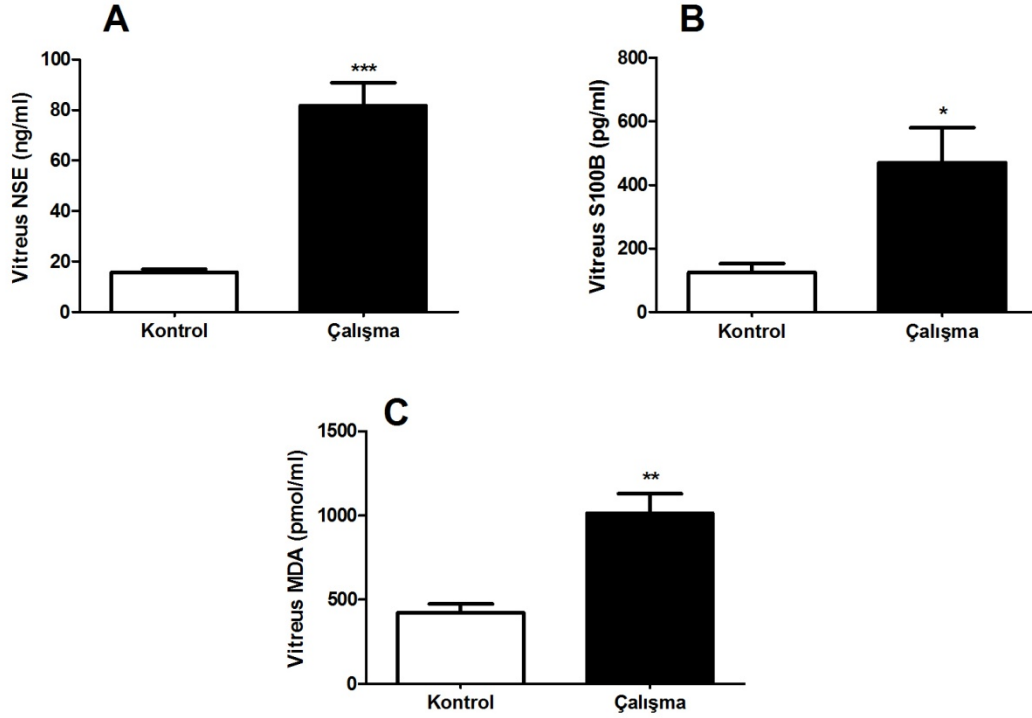 A
Vitreus NSE (ng/ml)
100
80
60
40
20
0
***
Kontrol
Çalışma
B
Vitreus S100B (pg/ml)
800
600
400
200
0
*
Kontrol
Çalışma
C
Vitreus MDA (pmol/ml)
1500
1000
500
0
**
Kontrol
Çalışma